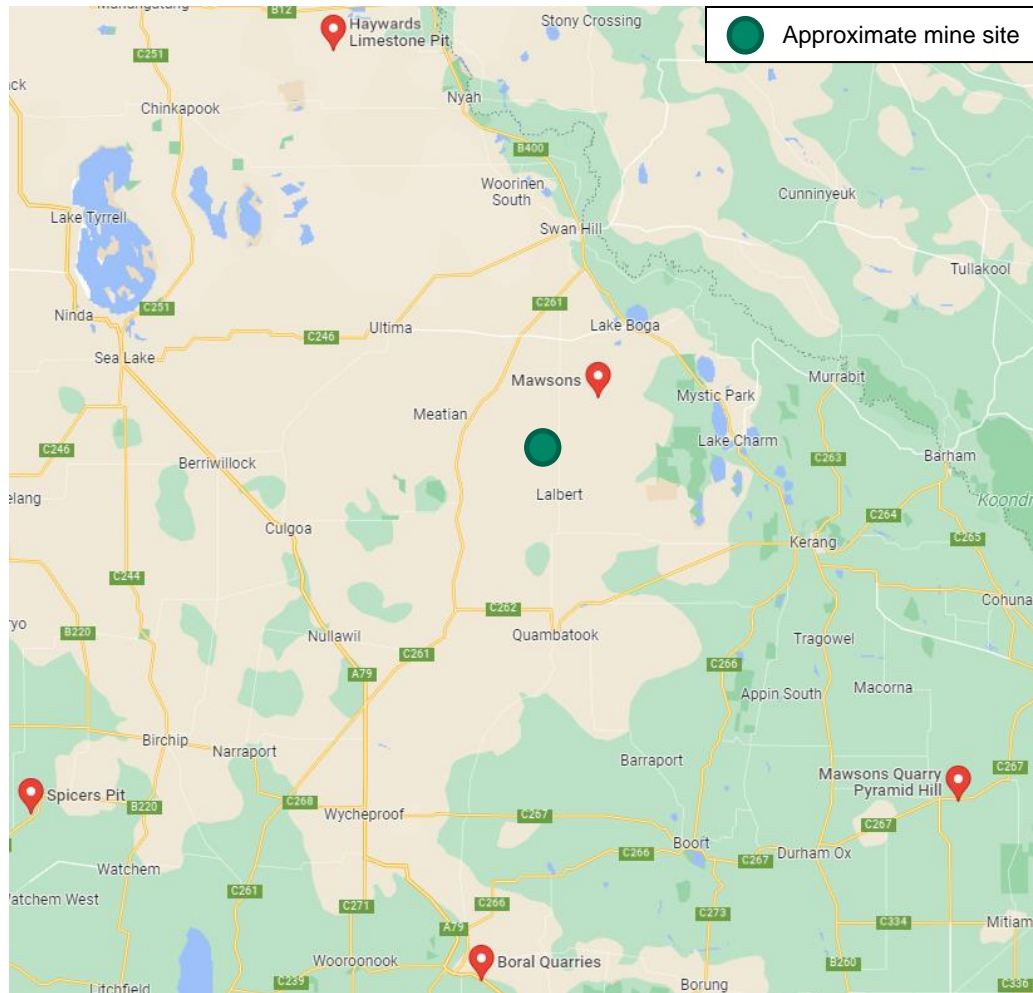 Haywards
Limestone Pit
Stony Crossing
Approximate mine site
C251
B12
Nyah
Chinkapook
B400
Woorinen
South
Cunninyeuk
Lake Tyrrell
Swan Hill
Tullakool
C251
C261
Ninda
Ultima
Lake Boga
C246
Sea Lake
Mawsons
Murrabit
Mystic Park
Meatian
Lake Charm
C246
C263
Barham
Berriwillock
elang
Lalbert
Koondr
C264
Culgoa
Kerang
C265
C244
Cohuna
C262
ryo
B220
Nullawil
Quambatook
Tragowel
C261
C266
A79
Macorna
Appin South
Birchip
Narraport
Barraport
Mawsons Quarry
Pyramid Hill
C267
Spicers Pit
C268
B220
Wycheproof
C267
C267
Boort
C266
C267
Durham Ox
Watchem
C261
Watchem West
C271
C266
C273
C334
Mitiam
A79
Wooroonook
Boral Quarries
B260
C239
Borung
C336
Litchfield